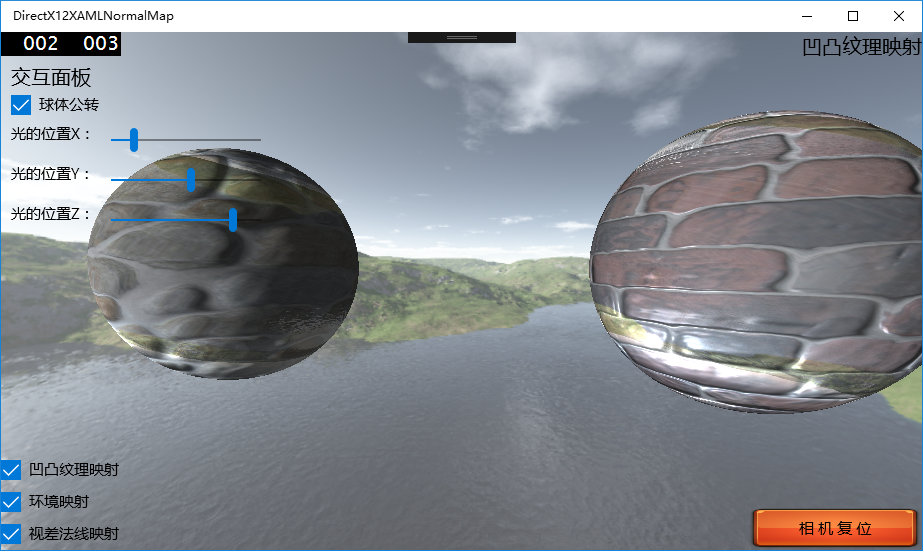 DirectX12XAMLNormalMap
002 003
凹凸纹理映射
交互面板
球体公转
光的位置X：
光的位置Y：
光的位置Z：
凹凸纹理映射
环境映射
视差法线映射
相机复位